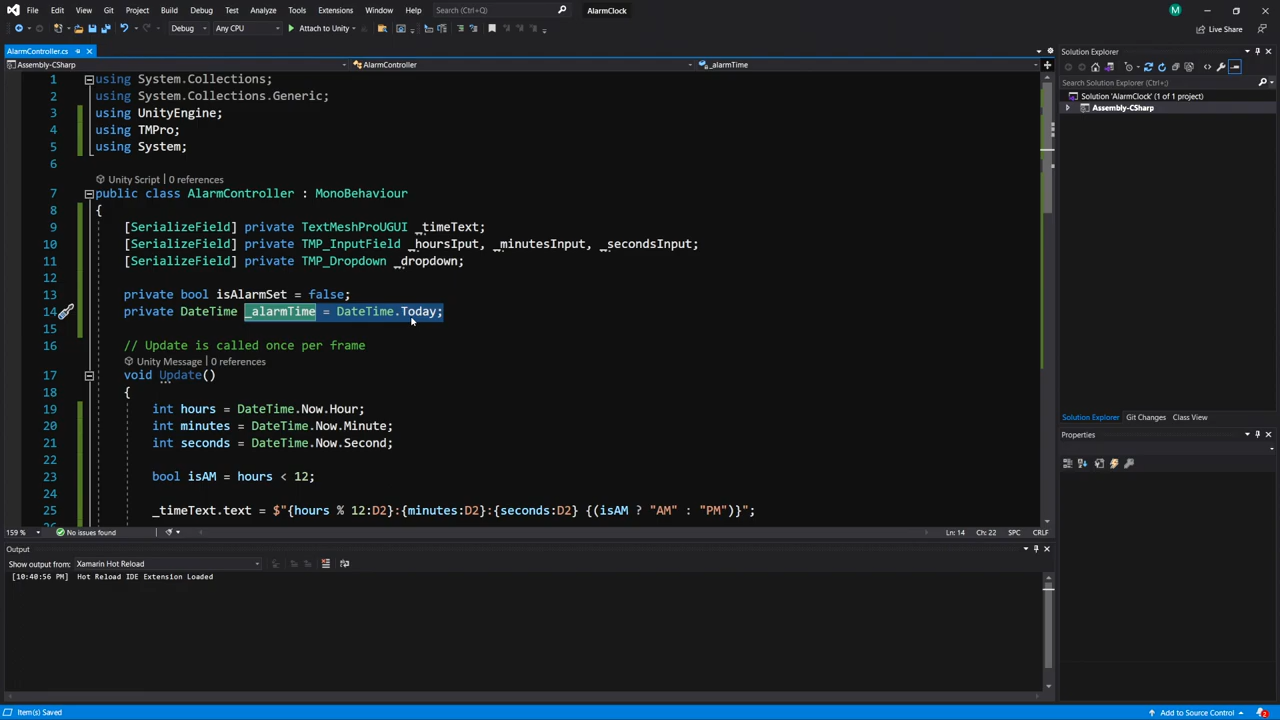 File Edit View Git Project Build Debug Test Analyze Tools Extensions Window Help Search (Ctrl+Q) AlarmClock M
Debug Any CPU Attach to Unity Live Share
AlarmController.cs
Assembly-CSharp AlarmController _alarmTime
1 using System.Collections;
2 using System.Collections.Generic;
3 using UnityEngine;
4 using TMPro;
5 using System;
6
Unity Script | 0 references
7 public class AlarmController : MonoBehaviour
8 {
9 [SerializeField] private TextMeshProUGUI _timeText;
10 [SerializeField] private TMP_InputField _hoursIput, _minutesInput, _secondsInput;
11 [SerializeField] private TMP_Dropdown _dropdown;
12
13 private bool isAlarmSet = false;
14 private DateTime _alarmTime = DateTime.Today;
15
16 // Update is called once per frame
Unity Message | 0 references
17 void Update()
18 {
19 int hours = DateTime.Now.Hour;
20 int minutes = DateTime.Now.Minute;
21 int seconds = DateTime.Now.Second;
22
23 bool isAM = hours < 12;
24
25 _timeText.text = $"{hours % 12:D2}:{minutes:D2}:{seconds:D2} {(isAM ? "AM" : "PM")}";
159 % No issues found Ln: 14 Ch: 22 SPC CRLF
Output
Show output from: Xamarin Hot Reload
[10:40:56 PM] Hot Reload IDE Extension Loaded
Solution Explorer
Search Solution Explorer (Ctrl+;)
Solution 'AlarmClock' (1 of 1 project)
Assembly-CSharp
Solution Explorer Git Changes Class View
Properties
Item(s) Saved Add to Source Control 2